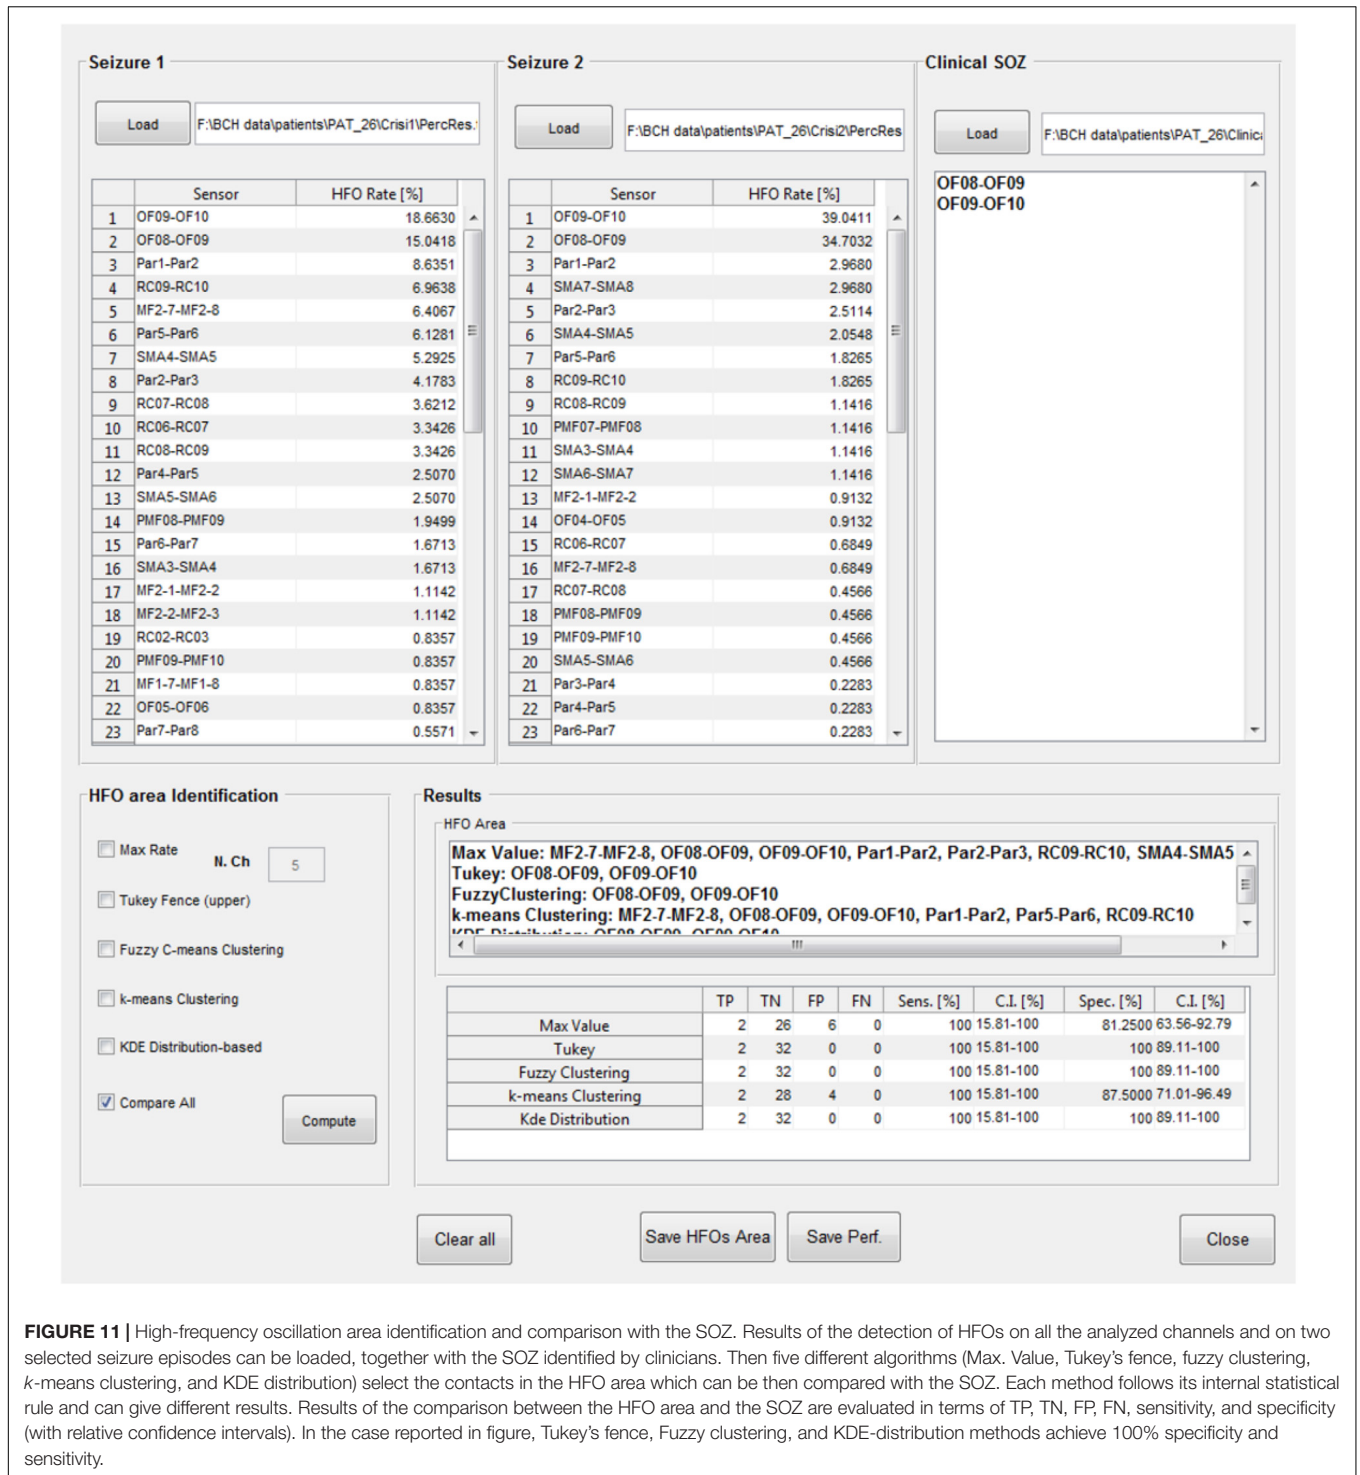 Seizure 1
Load
F:\BCH data\patients\PAT_26\Crisi1\PercRes.
Sensor HFO Rate [%]
1 OF09-OF10 18.6630
2 OF08-OF09 15.0418
3 Par1-Par2 8.6351
4 RC09-RC10 6.9638
5 MF2-7-MF2-8 6.4067
6 Par5-Par6 6.1281
7 SMA4-SMA5 5.2925
8 Par2-Par3 4.1783
9 RC07-RC08 3.6212
10 RC06-RC07 3.3426
11 RC08-RC09 3.3426
12 Par4-Par5 2.5070
13 SMA5-SMA6 2.5070
14 PMF08-PMF09 1.9499
15 Par6-Par7 1.6713
16 SMA3-SMA4 1.6713
17 MF2-1-MF2-2 1.1142
18 MF2-2-MF2-3 1.1142
19 RC02-RC03 0.8357
20 PMF09-PMF10 0.8357
21 MF1-7-MF1-8 0.8357
22 OF05-OF06 0.8357
23 Par7-Par8 0.5571
Seizure 2
Load
F:\BCH data\patients\PAT_26\Crisi2\PercRes
Sensor HFO Rate [%]
1 OF09-OF10 39.0411
2 OF08-OF09 34.7032
3 Par1-Par2 2.9680
4 SMA7-SMA8 2.9680
5 Par2-Par3 2.5114
6 SMA4-SMA5 2.0548
7 Par5-Par6 1.8265
8 RC09-RC10 1.8265
9 RC08-RC09 1.1416
10 PMF07-PMF08 1.1416
11 SMA3-SMA4 1.1416
12 SMA6-SMA7 1.1416
13 MF2-1-MF2-2 0.9132
14 OF04-OF05 0.9132
15 RC06-RC07 0.6849
16 MF2-7-MF2-8 0.6849
17 RC07-RC08 0.4566
18 PMF08-PMF09 0.4566
19 PMF09-PMF10 0.4566
20 SMA5-SMA6 0.4566
21 Par3-Par4 0.2283
22 Par4-Par5 0.2283
23 Par6-Par7 0.2283
Clinical SOZ
Load
F:\BCH data\patients\PAT_26\Clinica
OF08-OF09
OF09-OF10
HFO area Identification
Max Rate
N. Ch
5
Tukey Fence (upper)
Fuzzy C-means Clustering
k-means Clustering
KDE Distribution-based
Compare All
Compute
Results
HFO Area
Max Value: MF2-7-MF2-8, OF08-OF09, OF09-OF10, Par1-Par2, Par2-Par3, RC09-RC10, SMA4-SMA5
Tukey: OF08-OF09, OF09-OF10
FuzzyClustering: OF08-OF09, OF09-OF10
k-means Clustering: MF2-7-MF2-8, OF08-OF09, OF09-OF10, Par1-Par2, Par5-Par6, RC09-RC10
KDE Distribution: OF08-OF09, OF09-OF10
TP TN FP FN Sens. [%] C.I. [%] Spec. [%] C.I. [%]
Max Value 2 26 6 0 100 15.81-100 81.2500 63.56-92.79
Tukey 2 32 0 0 100 15.81-100 100 89.11-100
Fuzzy Clustering 2 32 0 0 100 15.81-100 100 89.11-100
k-means Clustering 2 28 4 0 100 15.81-100 87.5000 71.01-96.49
Kde Distribution 2 32 0 0 100 15.81-100 100 89.11-100
Clear all
Save HFOs Area
Save Perf.
Close
FIGURE 11 | High-frequency oscillation area identification and comparison with the SOZ. Results of the detection of HFOs on all the analyzed channels and on two
selected seizure episodes can be loaded, together with the SOZ identified by clinicians. Then five different algorithms (Max. Value, Tukey's fence, fuzzy clustering,
k-means clustering, and KDE distribution) select the contacts in the HFO area which can be then compared with the SOZ. Each method follows its internal statistical
rule and can give different results. Results of the comparison between the HFO area and the SOZ are evaluated in terms of TP, TN, FP, FN, sensitivity, and specificity
(with relative confidence intervals). In the case reported in figure, Tukey's fence, Fuzzy clustering, and KDE-distribution methods achieve 100% specificity and
sensitivity.